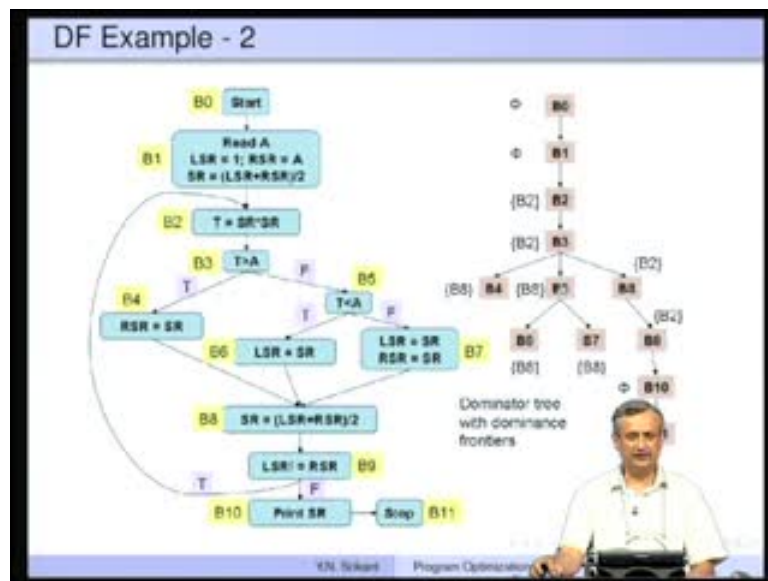 DF Example - 2
B0 Start
B1 Read A
LSR = 1; RSR = A
SR = (LSR+RSR)/2
B2 T = SR*SR
B3 T>A
T F B5
B4 T<A
T F
RSR = SR
B6 LSR = SR
LSR = SR
RSR = SR
B7
B8 SR = (LSR+RSR)/2
LSR! = RSR B9
T F
B10 Print SR Stop B11
Φ B0
Φ B1
{B2} B2
{B2} B3
{B2}
{B8} B4 {B8} B5 B8
{B2}
B6 B7
{B8} {B8}
Φ B10
Dominator tree
with dominance
frontiers
Y.N. Srikant Program Optimization